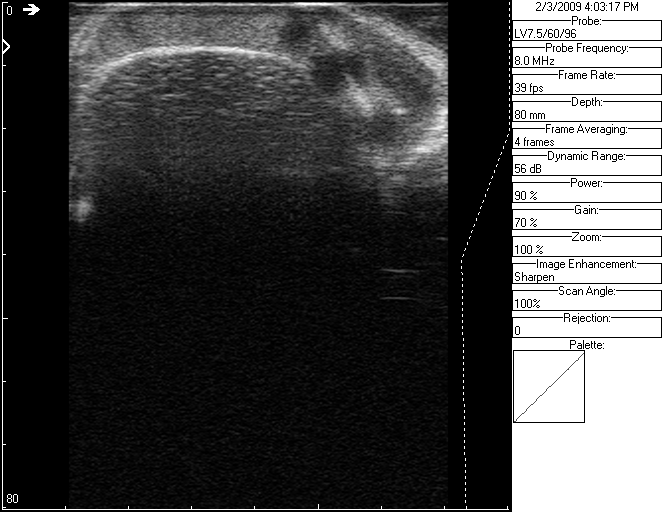 0
80
2/3/2009 4:03:17 PM
Probe:
LV7.5/60/96
Probe Frequency:
8.0 MHz
Frame Rate:
39 fps
Depth:
80 mm
Frame Averaging:
4 frames
Dynamic Range:
56 dB
Power:
90 %
Gain:
70 %
Zoom:
100 %
Image Enhancement:
Sharpen
Scan Angle:
100%
Rejection:
0
Palette: